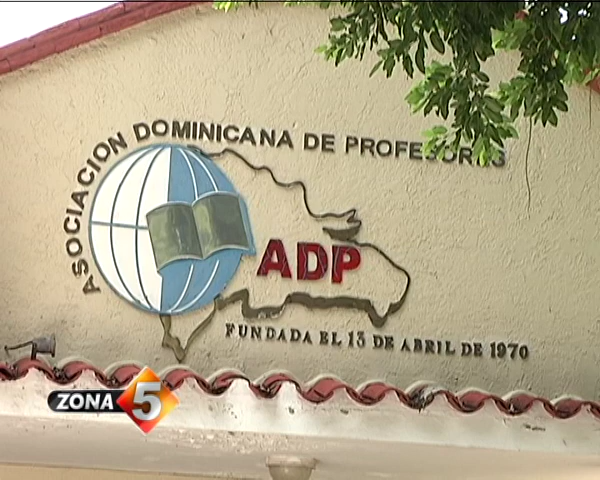 ASOCIACION DOMINICANA DE PROFESORES
ADP
FUNDADA EL 13 DE ABRIL DE 1970
ZONA 5